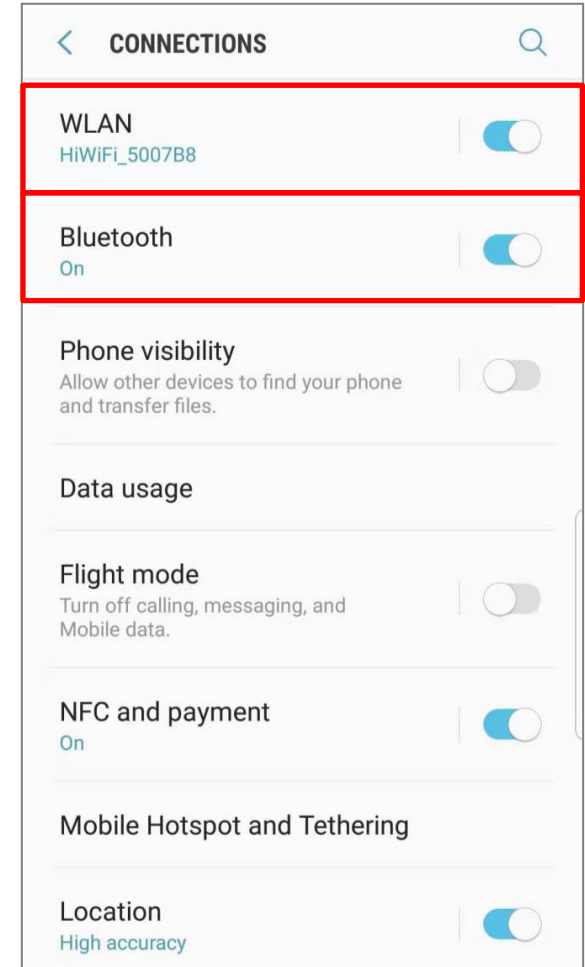 CONNECTIONS
WLAN
HiWiFi_5007B8
Bluetooth
On
Phone visibility
Allow other devices to find your phone
and transfer files.
Data usage
Flight mode
Turn off calling, messaging, and
Mobile data.
NFC and payment
On
Mobile Hotspot and Tethering
Location
High accuracy